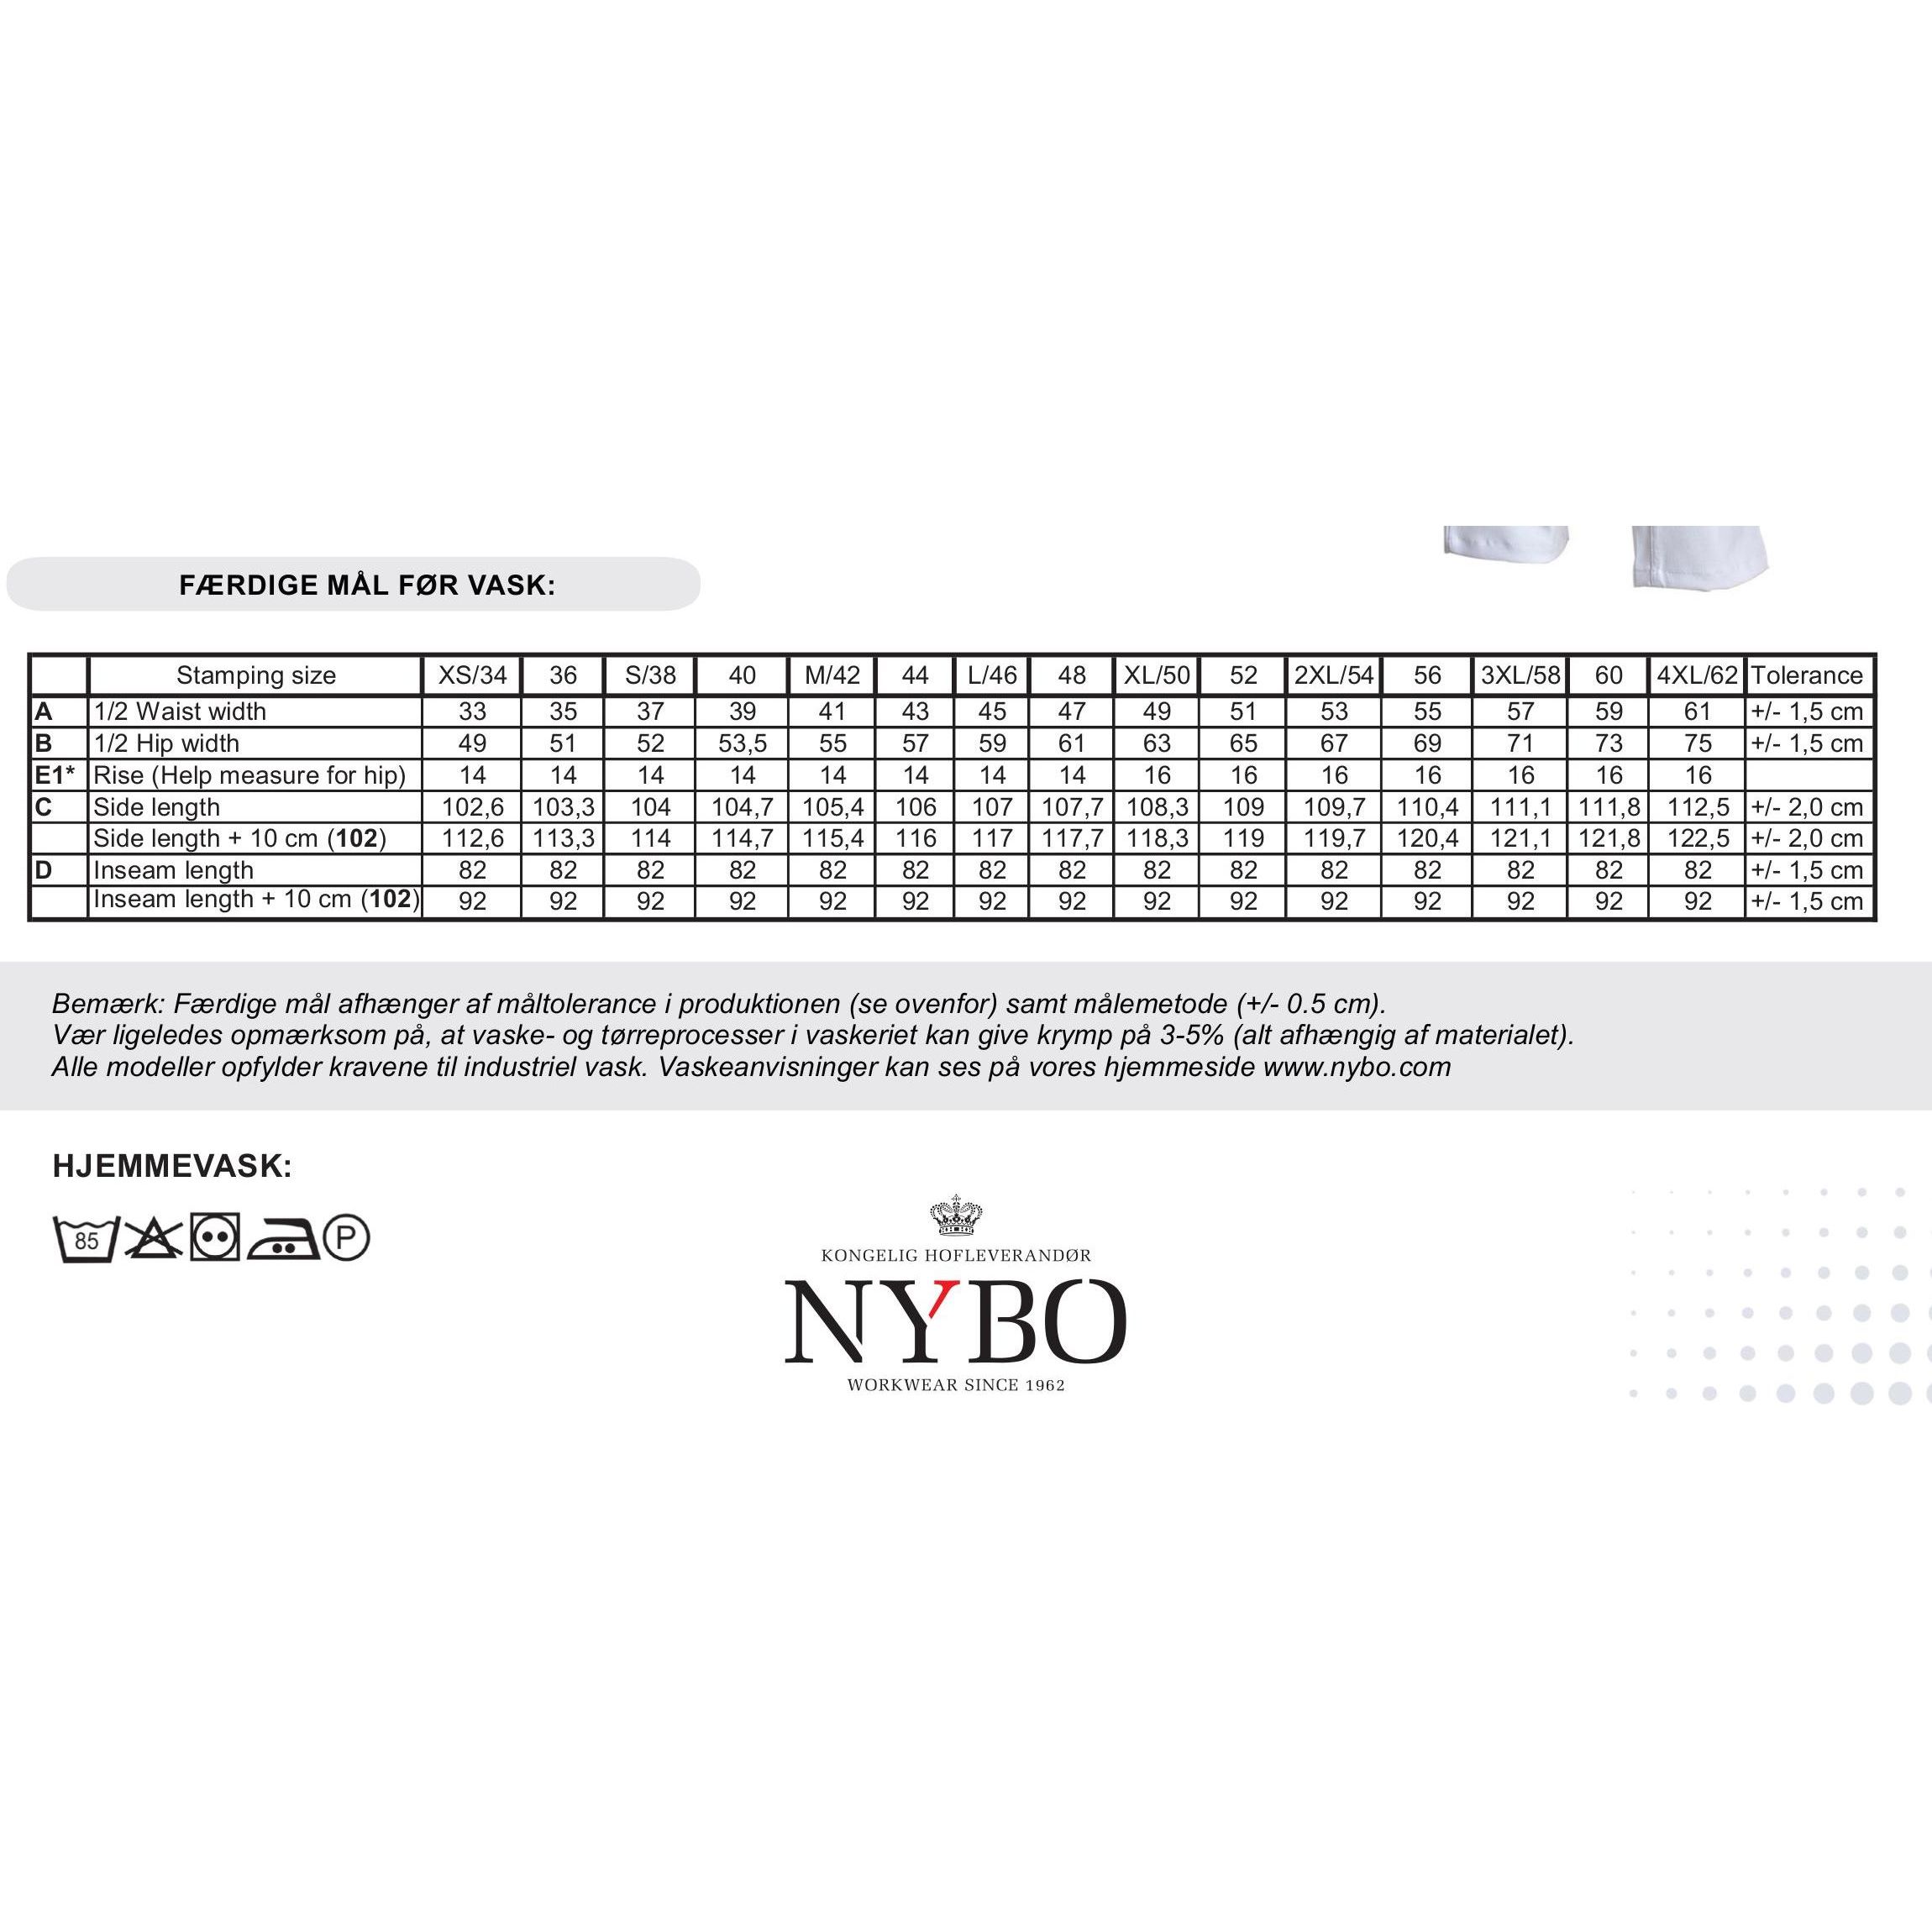 FÆRDIGE MÅL FØR VASK:
Stamping size XS/34 36 S/38 40 M/42 44 L/46 48 XL/50 52 2XL/54 56 3XL/58 60 4XL/62 Tolerance
A 1/2 Waist width 33 35 37 39 41 43 45 47 49 51 53 55 57 59 61 +/- 1,5 cm
B 1/2 Hip width 49 51 52 53,5 55 57 59 61 63 65 67 69 71 73 75 +/- 1,5 cm
E1* Rise (Help measure for hip) 14 14 14 14 14 14 14 14 16 16 16 16 16 16 16
C Side length 102,6 103,3 104 104,7 105,4 106 107 107,7 108,3 109 109,7 110,4 111,1 111,8 112,5 +/- 2,0 cm
Side length + 10 cm (102) 112,6 113,3 114 114,7 115,4 116 117 117,7 118,3 119 119,7 120,4 121,1 121,8 122,5 +/- 2,0 cm
D Inseam length 82 82 82 82 82 82 82 82 82 82 82 82 82 82 82 +/- 1,5 cm
Inseam length + 10 cm (102) 92 92 92 92 92 92 92 92 92 92 92 92 92 92 92 +/- 1,5 cm
Bemærk: Færdige mål afhænger af måltolerance i produktionen (se ovenfor) samt målemetode (+/- 0.5 cm).
Vær ligeledes opmærksom på, at vaske- og tørreprocesser i vaskeriet kan give krymp på 3-5% (alt afhængig af materialet).
Alle modeller opfylder kravene til industriel vask. Vaskeanvisninger kan ses på vores hjemmeside www.nybo.com
HJEMMEVASK:
85 P
KONGELIG HOFLEVERANDØR
NYBO
WORKWEAR SINCE 1962